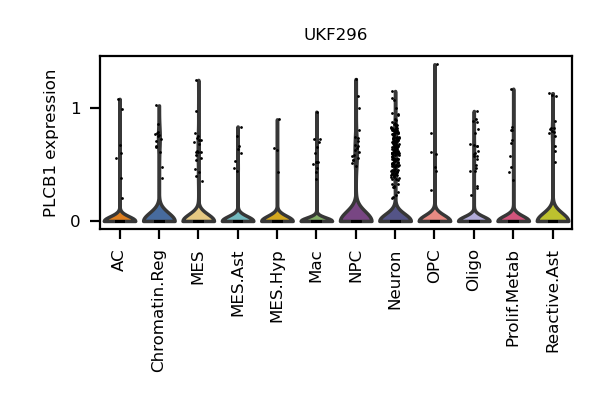 UKF296
PLCB1 expression
1
0
AC
Chromatin.Reg
MES
MES.Ast
MES.Hyp
Mac
NPC
Neuron
OPC
Oligo
Prolif.Metab
Reactive.Ast